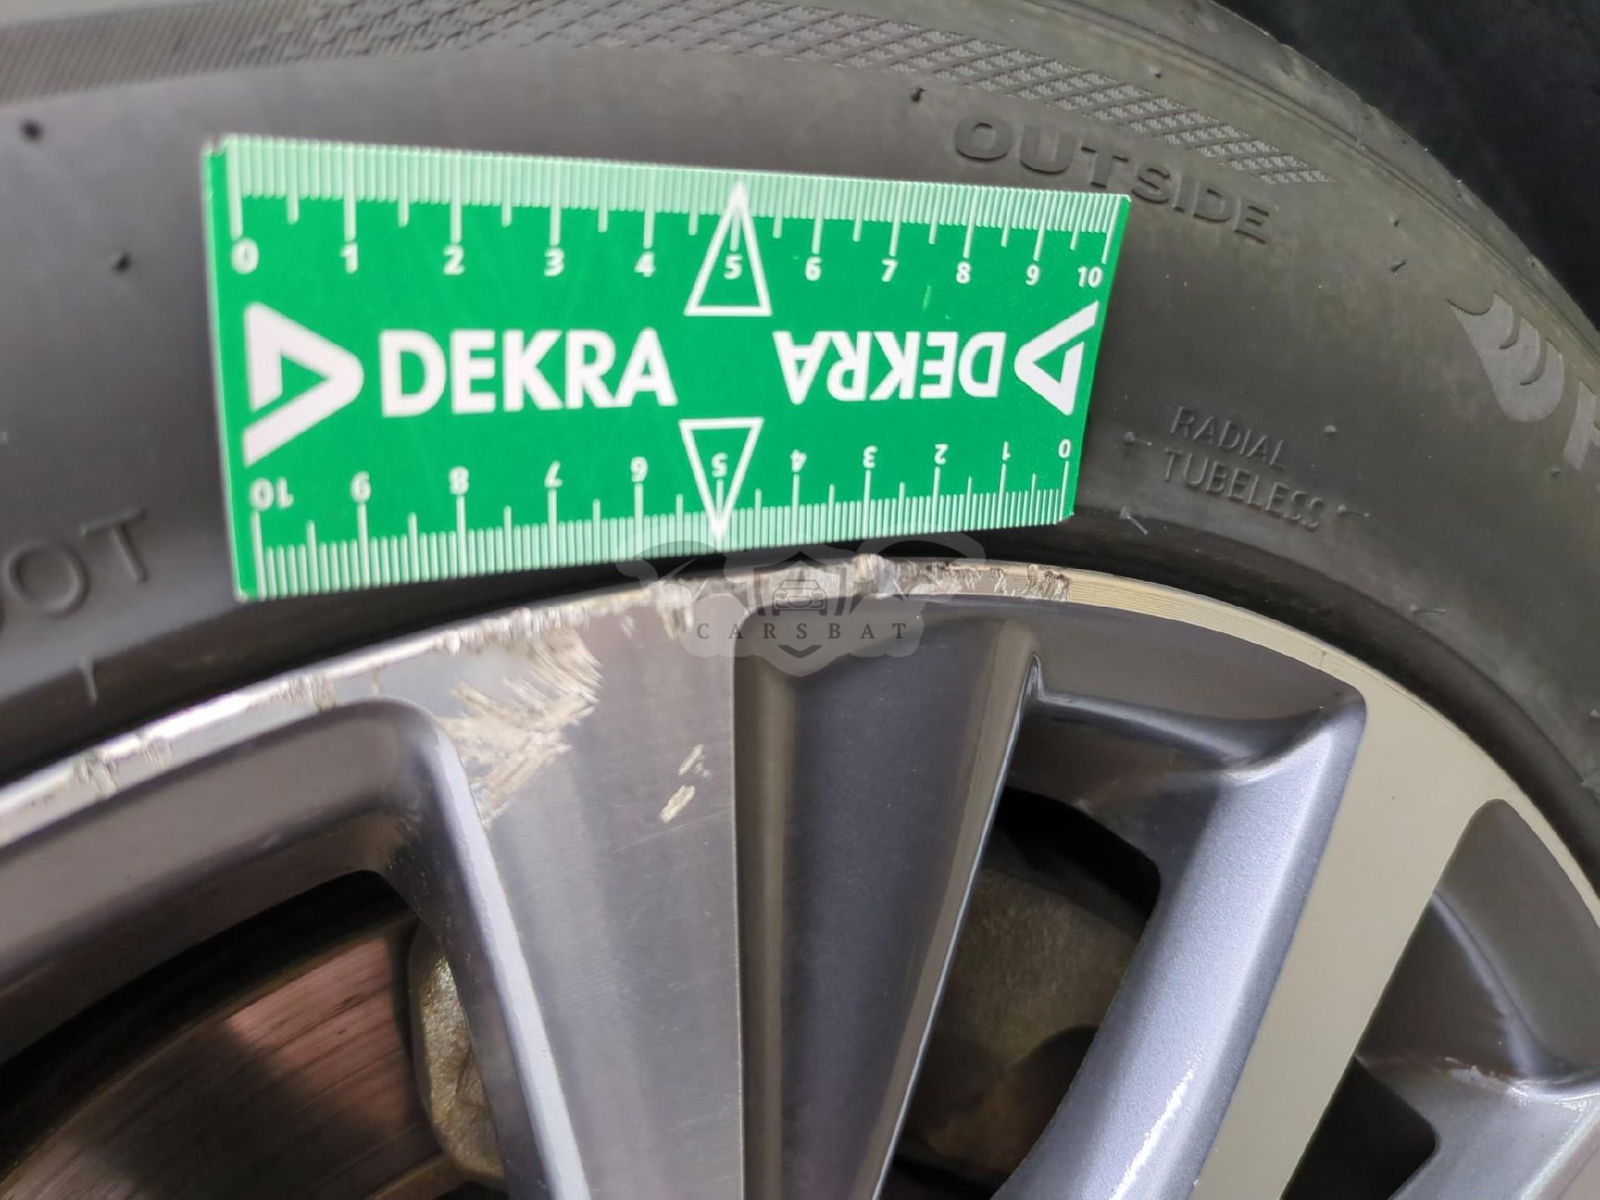 OUTSIDE
0 1 2 3 4 5 6 7 8 9 10
DEKRA DEKRA
10 9 8 7 6 5 4 3 2 1 0
RADIAL
TUBELESS
DOT
CARSBAT